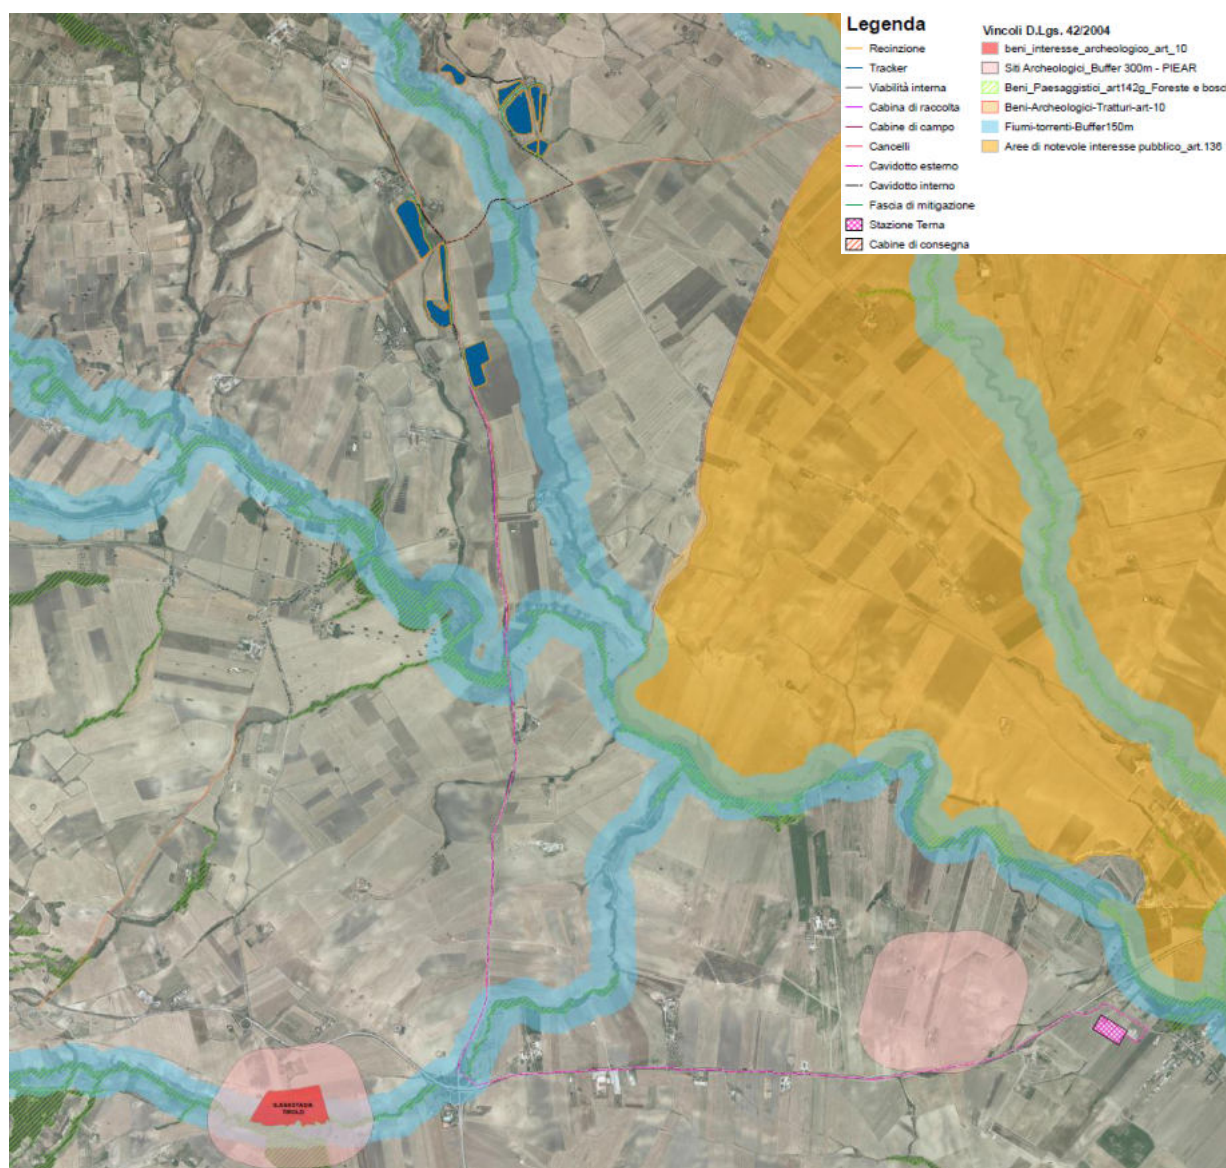 Legenda
Recinzione
Tracker
Viabilità interna
Cabina di raccolta
Cabine di campo
Cancelli
Cavidotto esterno
Cavidotto interno
Fascia di mitigazione
Stazione Terna
Cabine di consegna
Vincoli D.Lgs. 42/2004
beni_interesse_archeologico_art_10
Siti Archeologici_Buffer 300m - PIEAR
Beni_Paesaggistici_art142g_Foreste e bosc
Beni-Archeologici-Tratturi-art-10
Fiumi-torrenti-Buffer150m
Aree di notevole interesse pubblico_art.136